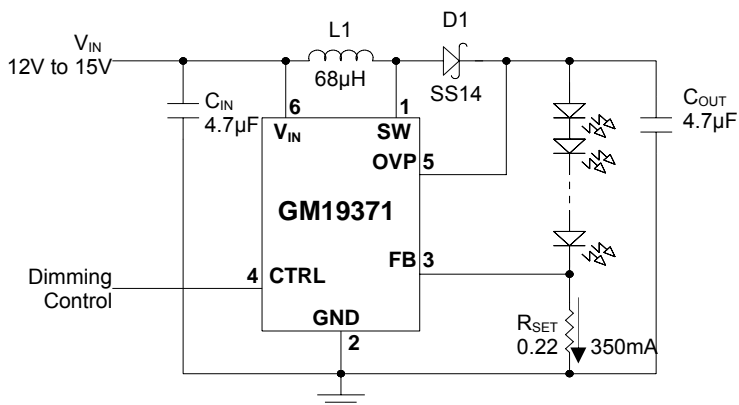 L1
D1
V_IN
12V to 15V
68µH
SS14
C_IN
4.7µF
6
1
C_OUT
4.7µF
V_IN
SW
OVP 5
GM19371
FB 3
Dimming
Control
4 CTRL
GND
2
R_SET
0.22
350mA